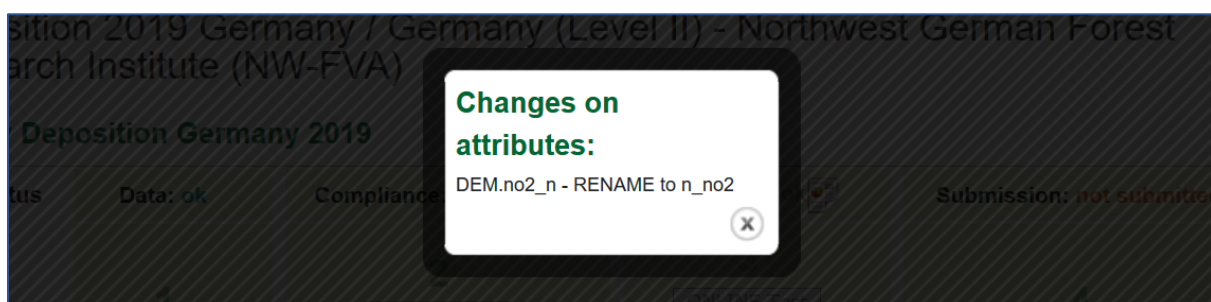 sition 2019 Germany / Germany (Level II) - Northwest German Forest
arch Institute (NW-FVA)
Changes on
attributes:
Deposition Germany 2019
DEM.no2_n - RENAME to n_no2
tus Data: ok Compliance: Submission: not submitte
x